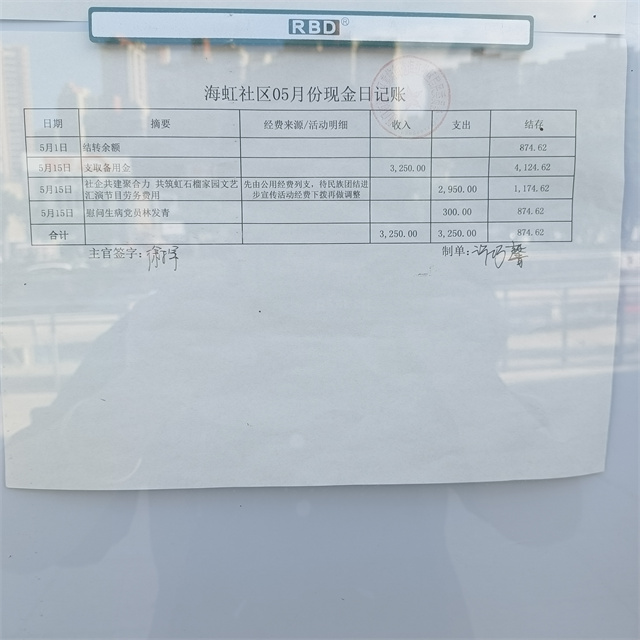 RBD®
海虹社区05月份现金日记账
日期 摘要 经费来源/活动明细 收入 支出 结存
5月1日 结转余额 874.62
5月15日 支取备用金 3,250.00 4,124.62
5月15日 社企共建聚合力 共筑虹石榴家园文艺汇演节目劳务费用 先由公用经费列支，待民族团结进步宣传活动经费下拨再做调整 2,950.00 1,174.62
5月15日 慰问生病党员林发青 300.00 874.62
合计 3,250.00 3,250.00 874.62
主官签字： 制单：